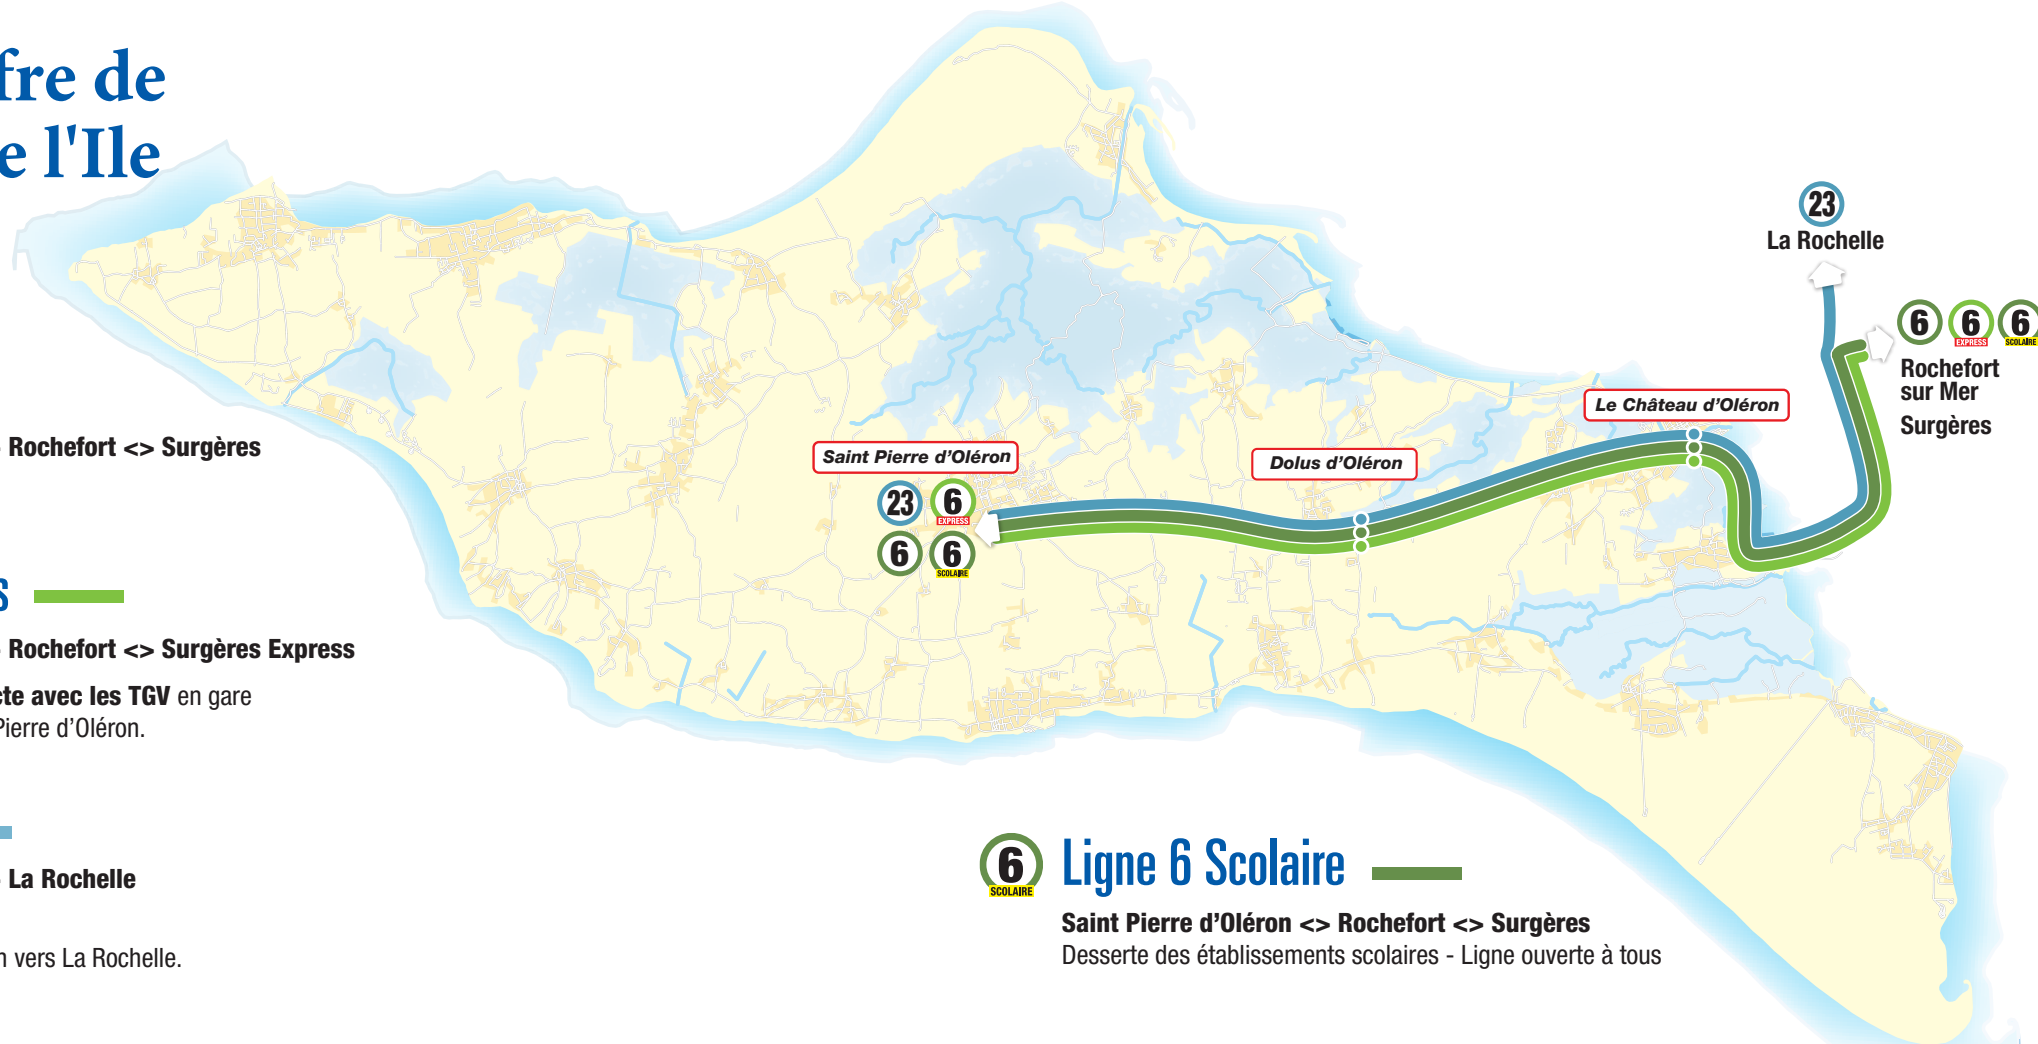 fre de
e l'Ile
Rochefort <> Surgères
S
Rochefort <> Surgères Express
cte avec les TGV en gare
Pierre d'Oléron.
La Rochelle
n vers La Rochelle.
Saint Pierre d'Oléron
23 6
EXPRESS
6 6
SCOLAIRE
Dolus d'Oléron
Le Château d'Oléron
23
La Rochelle
6 6 6
EXPRESS SCOLAIRE
Rochefort
sur Mer
Surgères
6
SCOLAIRE
Ligne 6 Scolaire
Saint Pierre d'Oléron <> Rochefort <> Surgères
Desserte des établissements scolaires - Ligne ouverte à tous